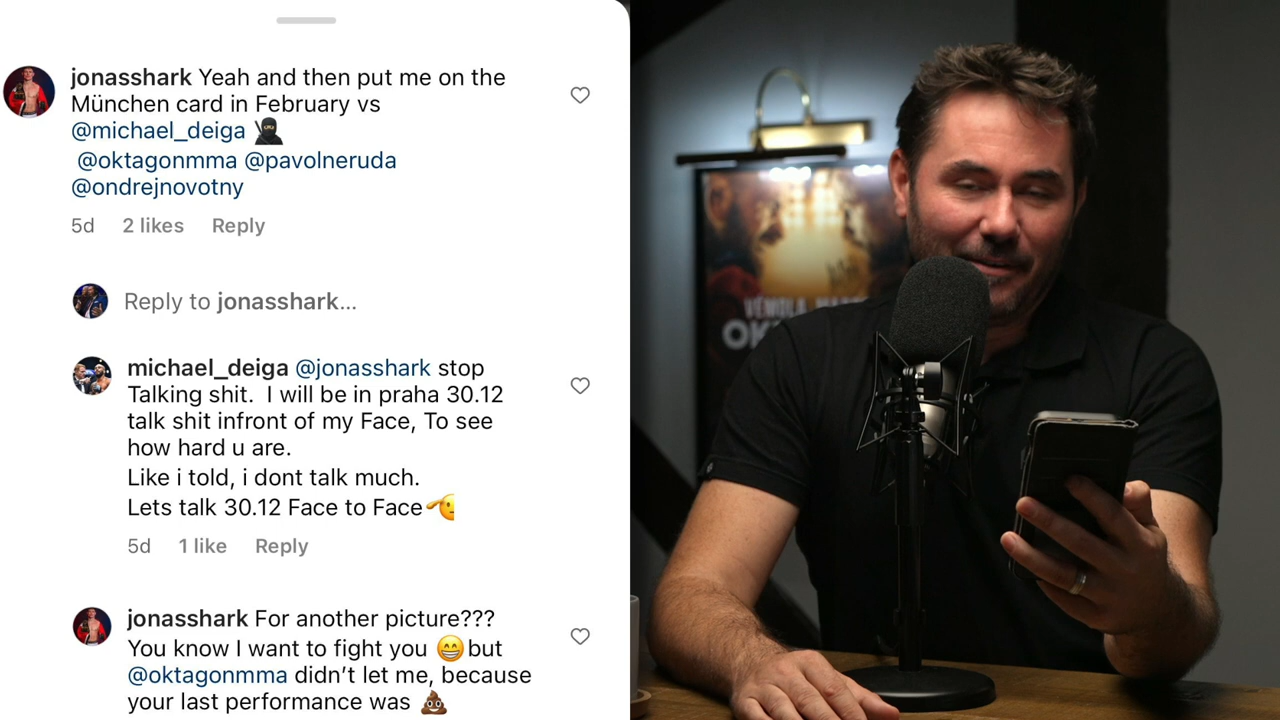 jonasshark Yeah and then put me on the
München card in February vs
@michael_deiga 🥷
@oktagonmma @pavolneruda
@ondrejnovotny
5d 2 likes Reply
Reply to jonasshark...
michael_deiga @jonasshark stop
Talking shit. I will be in praha 30.12
talk shit infront of my Face, To see
how hard u are.
Like i told, i dont talk much.
Lets talk 30.12 Face to Face🫡
5d 1 like Reply
jonasshark For another picture???
You know I want to fight you 😁but
@oktagonmma didn’t let me, because
your last performance was 💩
VÉMOLA